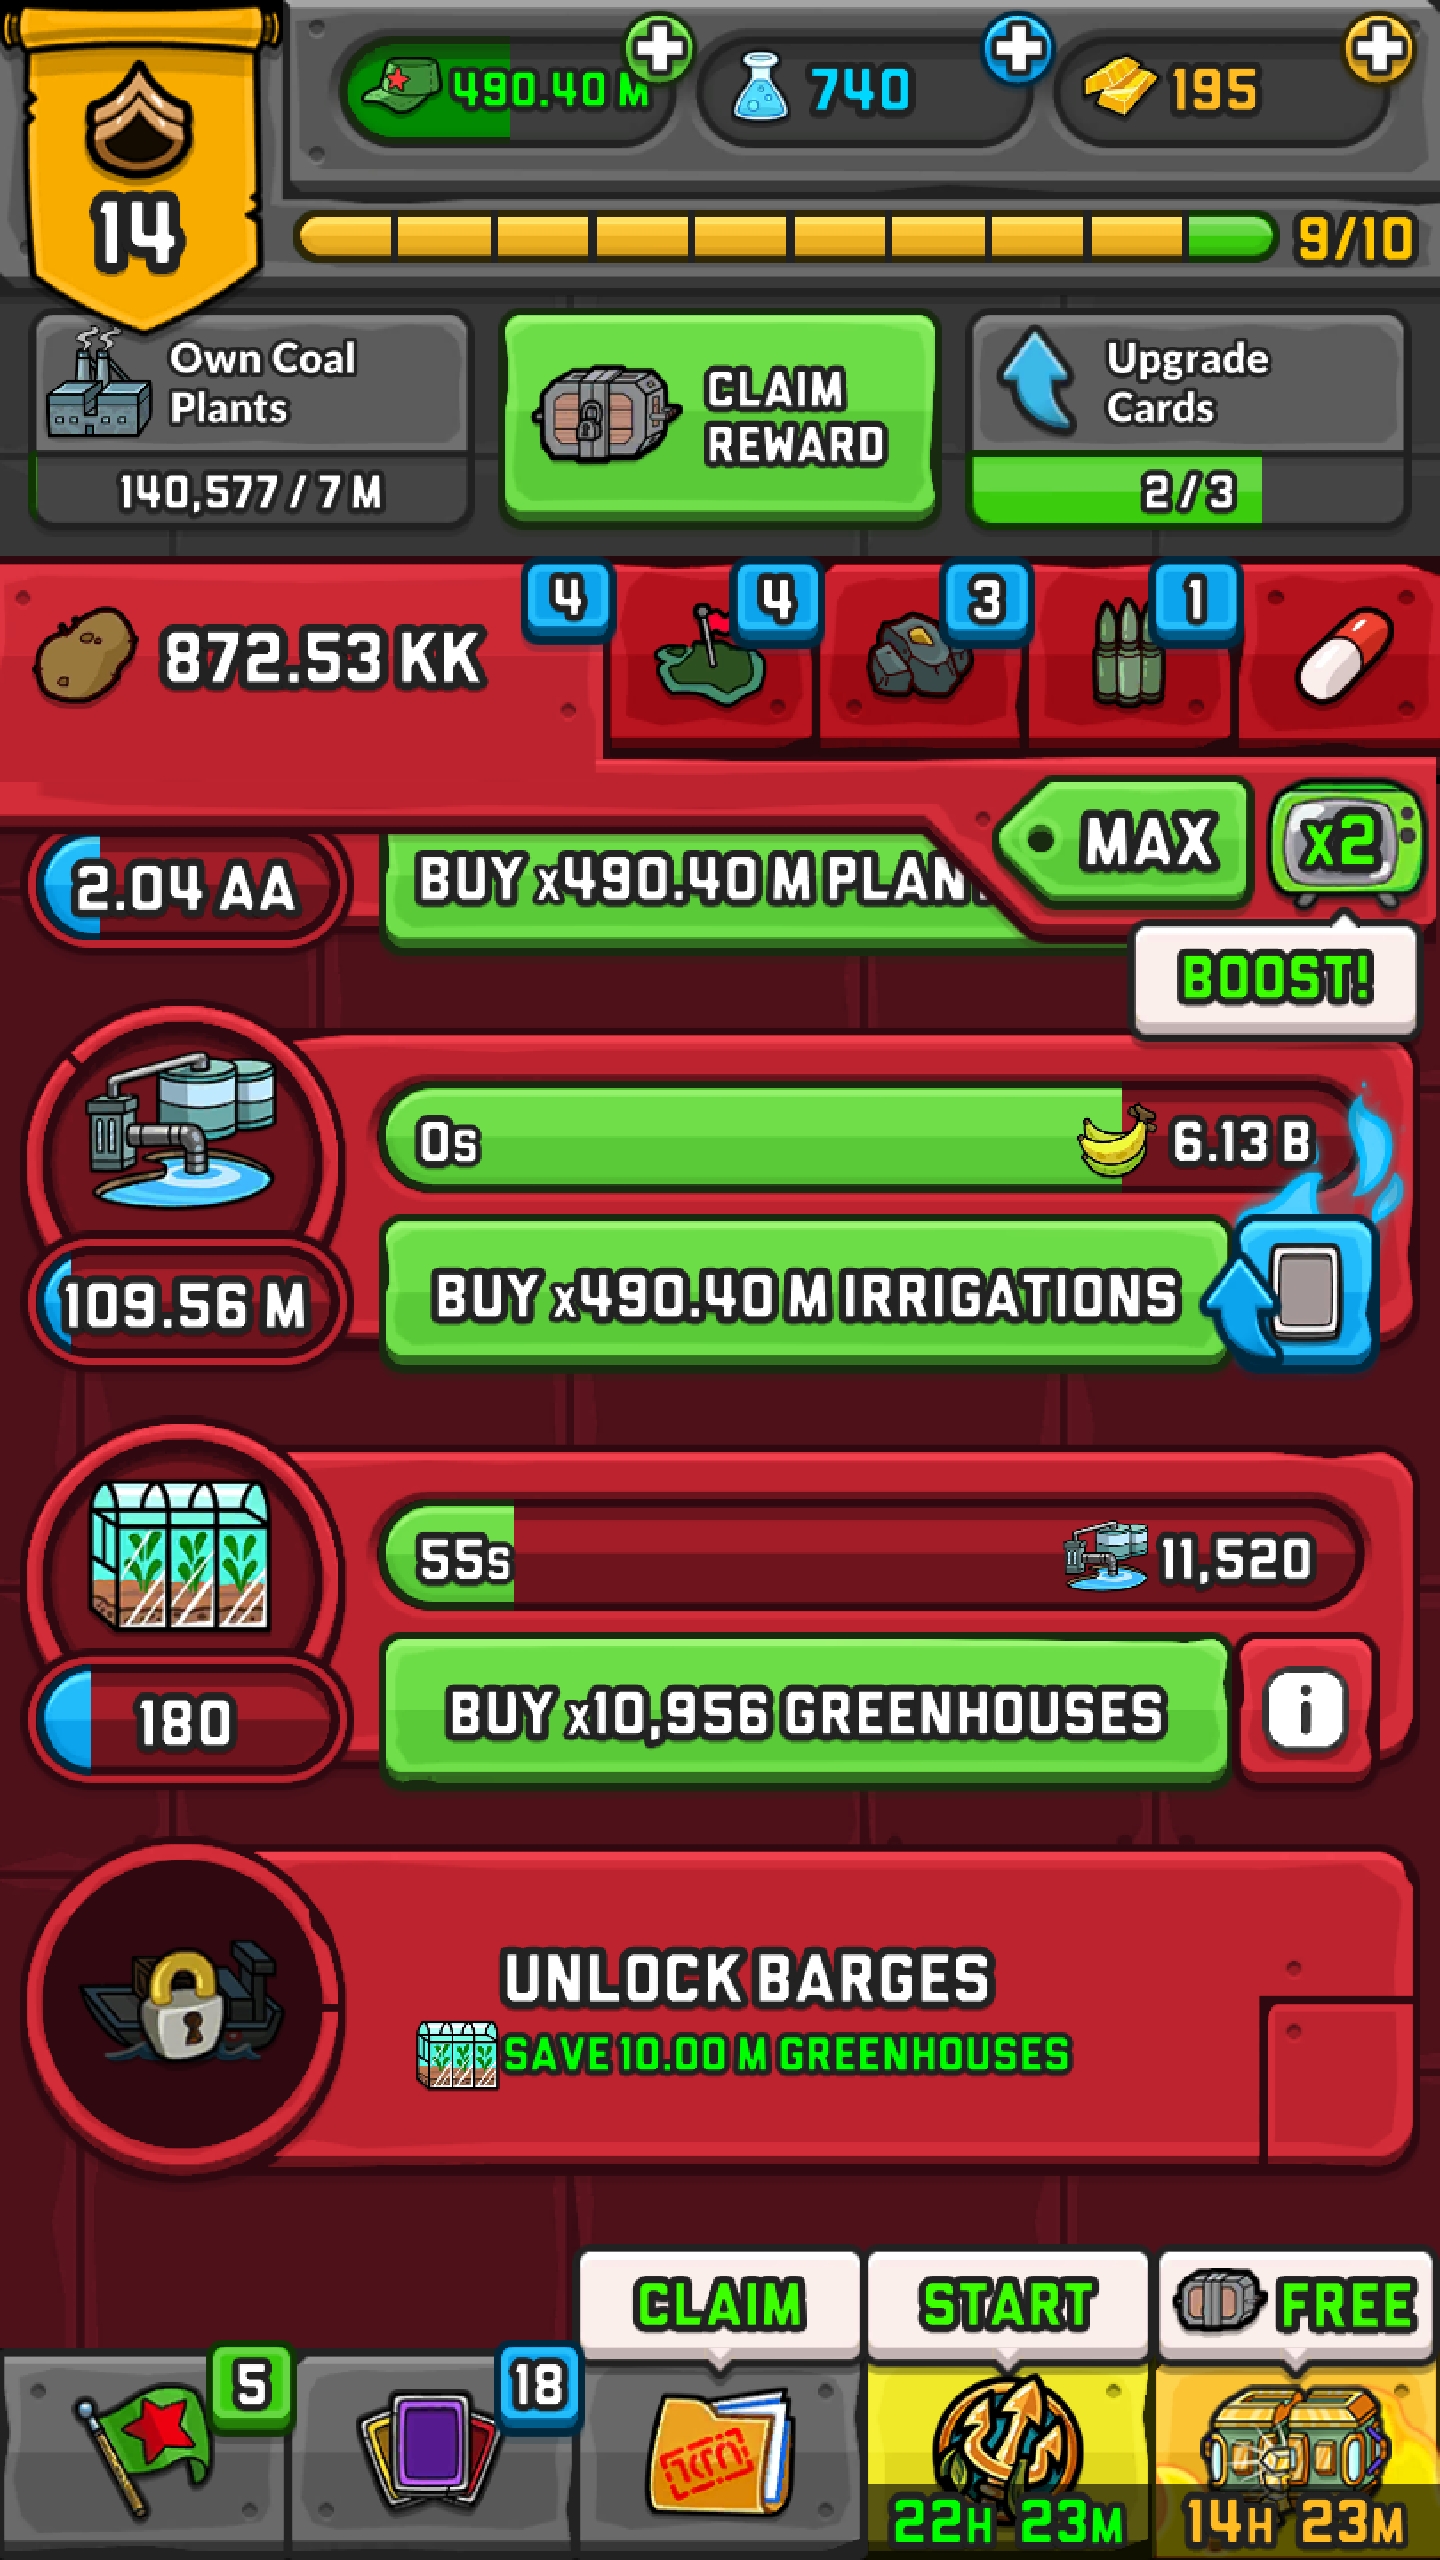 490.40 M
740
195
14
9/10
Own Coal
Plants
140,577 / 7 M
CLAIM
REWARD
Upgrade
Cards
2 / 3
872.53 KK
4
4
3
1
MAX
x2
BOOST!
2.04 AA
BUY x490.40 M PLAN
0s
6.13 B
109.56 M
BUY x490.40 M IRRIGATIONS
55s
11,520
180
BUY x10,956 GREENHOUSES
i
UNLOCK BARGES
SAVE 10.00 M GREENHOUSES
CLAIM
START
FREE
5
18
22H 23M
14H 23M